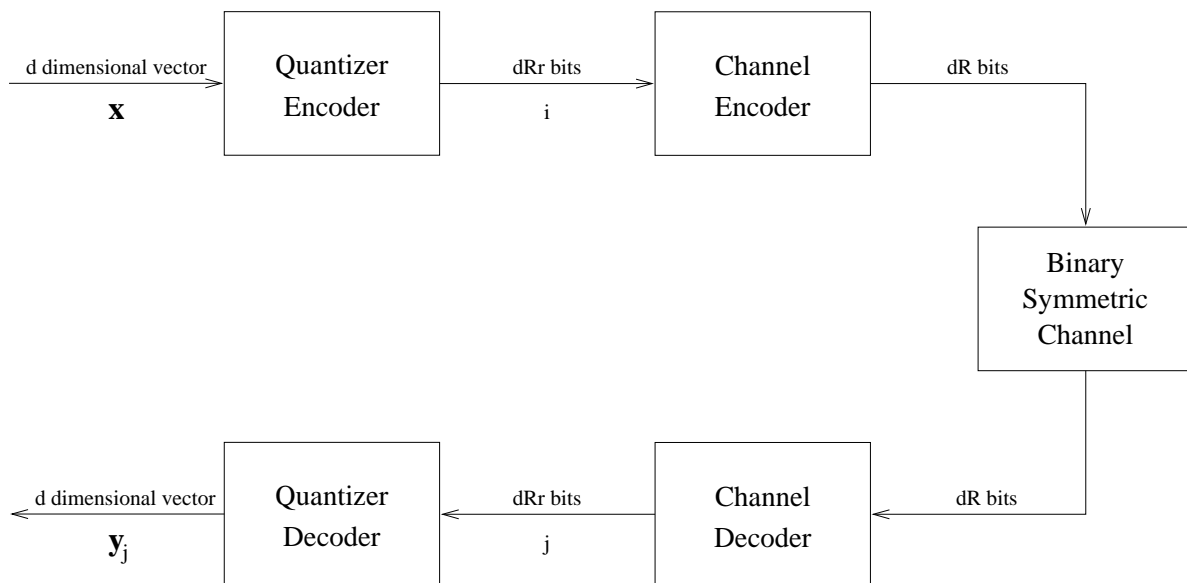 d dimensional vector
x
Quantizer
Encoder
dRr bits
i
Channel
Encoder
dR bits
Binary
Symmetric
Channel
d dimensional vector
y_j
Quantizer
Decoder
dRr bits
j
Channel
Decoder
dR bits